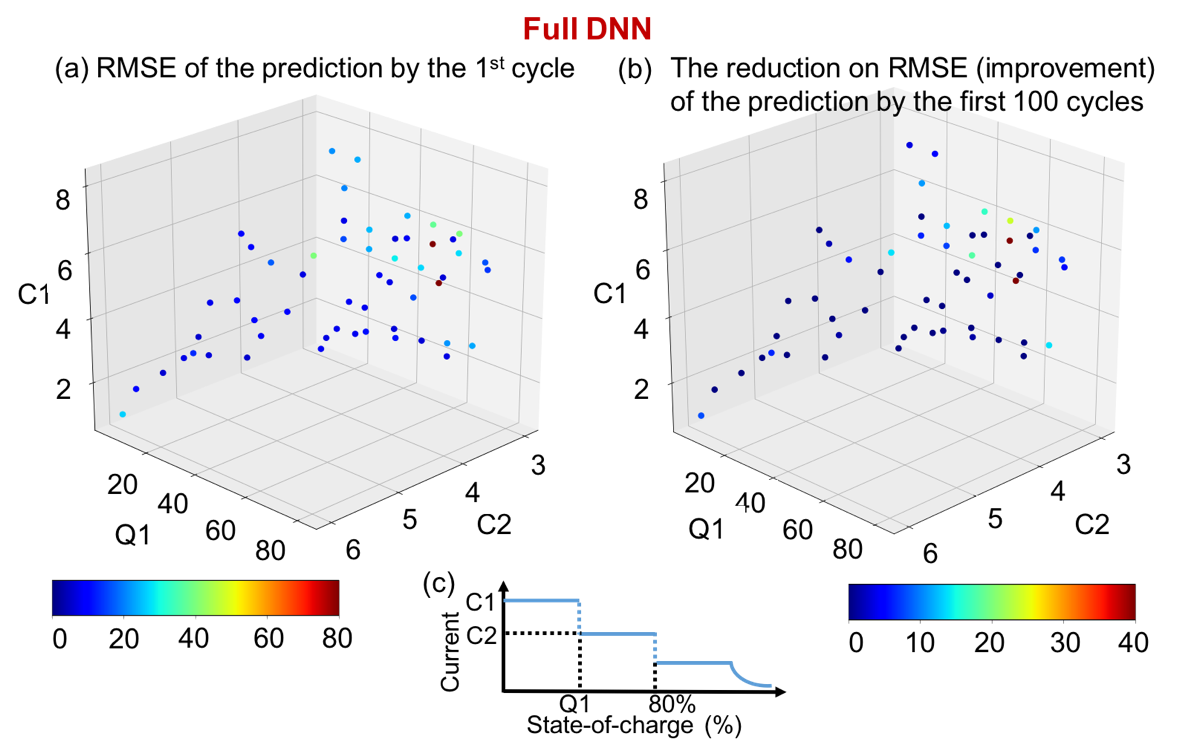 Full DNN
(a) RMSE of the prediction by the 1st cycle
(b) The reduction on RMSE (improvement)
of the prediction by the first 100 cycles
8
6
4
2
C1
20
40
60
80
Q1
6
5
4
3
C2
8
6
4
2
C1
20
40
60
80
Q1
6
5
4
3
C2
0 20 40 60 80
0 10 20 30 40
(c)
C1
C2
Current
Q1 80%
State-of-charge (%)